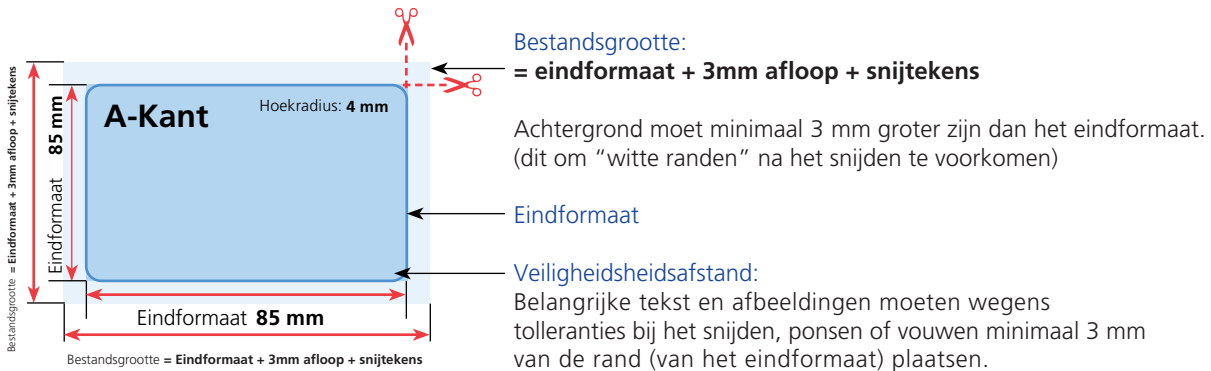 Bestandsgrootte = Eindformaat + 3mm afloop + snijtekens
Eindformaat 85 mm
A-Kant
Hoekradius: 4 mm
Eindformaat 85 mm
Bestandsgrootte = Eindformaat + 3mm afloop + snijtekens
Bestandsgrootte:
= eindformaat + 3mm afloop + snijtekens
Achtergrond moet minimaal 3 mm groter zijn dan het eindformaat.
(dit om “witte randen” na het snijden te voorkomen)
Eindformaat
Veiligheidsheidsafstand:
Belangrijke tekst en afbeeldingen moeten wegens
tolleranties bij het snijden, ponsen of vouwen minimaal 3 mm
van de rand (van het eindformaat) plaatsen.